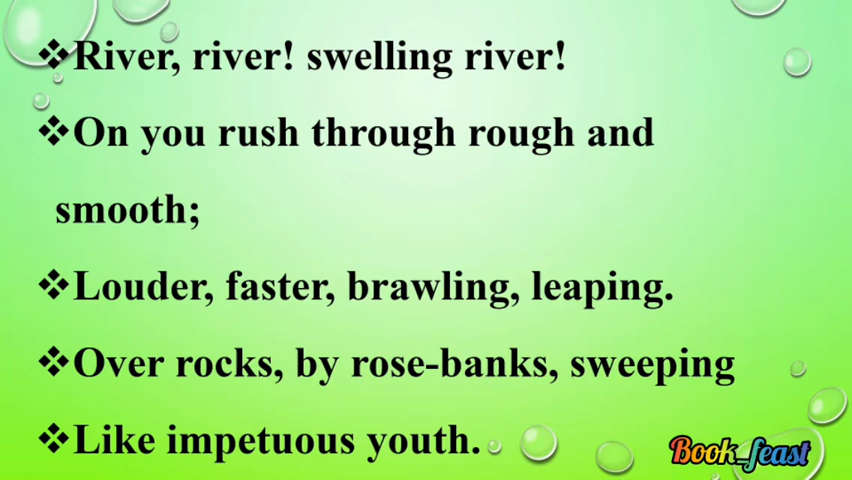 ❖River, river! swelling river!
❖On you rush through rough and
smooth;
❖Louder, faster, brawling, leaping.
❖Over rocks, by rose-banks, sweeping
❖Like impetuous youth.
Book_feast